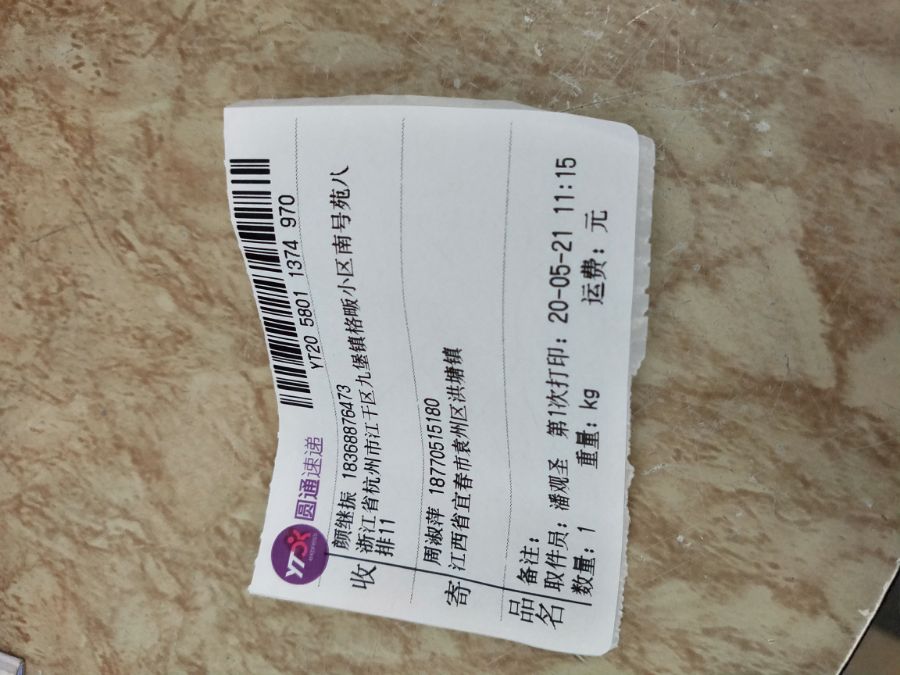 YTO
EXPRESS
圆通速递
YT20 5801 1374 970
收
颜继振 18368876473
浙江省杭州市江干区九堡镇格畈小区南号苑八
排11
寄
周淑萍 18770515180
江西省宜春市袁州区洪塘镇
品名
备注:
取件员: 潘观圣 第1次打印: 20-05-21 11:15
数量: 1 重量: kg 运费: 元